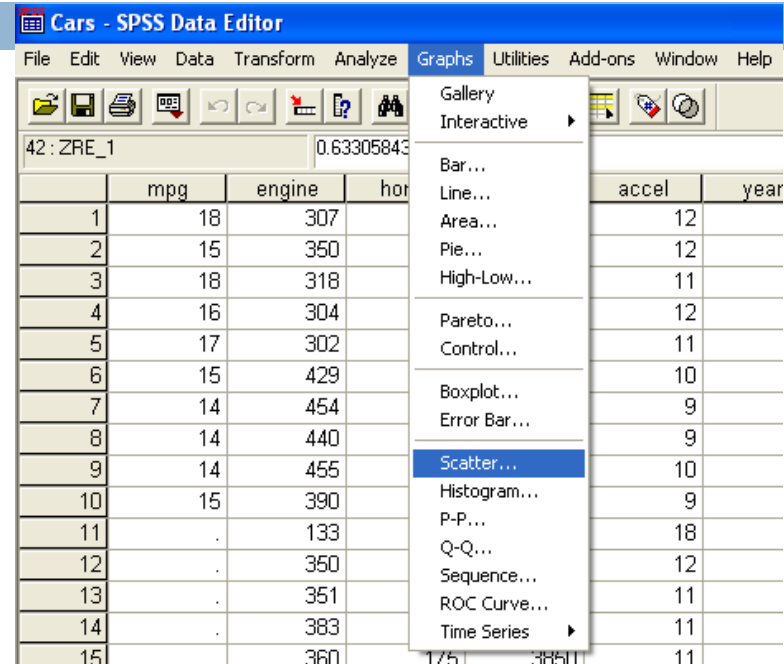 Cars - SPSS Data Editor
File Edit View Data Transform Analyze Graphs Utilities Add-ons Window Help
Gallery
Interactive
Bar...
Line...
Area...
Pie...
High-Low...
Pareto...
Control...
Boxplot...
Error Bar...
Scatter...
Histogram...
P-P...
Q-Q...
Sequence...
ROC Curve...
Time Series
42 : ZRE_1 0.63305843
mpg engine hor accel year
1 18 307 12
2 15 350 12
3 18 318 11
4 16 304 12
5 17 302 11
6 15 429 10
7 14 454 9
8 14 440 9
9 14 455 10
10 15 390 9
11 . 133 18
12 . 350 12
13 . 351 11
14 . 383 11
15 360 175 3850 11